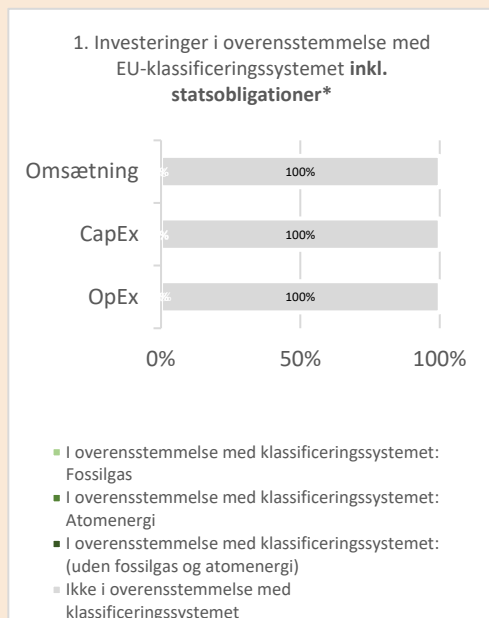 1. Investeringer i overensstemmelse med
EU-klassificeringssystemet inkl.
statsobligationer*
Omsætning
100%
CapEx
100%
OpEx
100%
0%
50%
100%
I overensstemmelse med klassificeringssystemet:
Fossilgas
I overensstemmelse med klassificeringssystemet:
Atomenergi
I overensstemmelse med klassificeringssystemet:
(uden fossilgas og atomenergi)
Ikke i overensstemmelse med
klassificeringssystemet